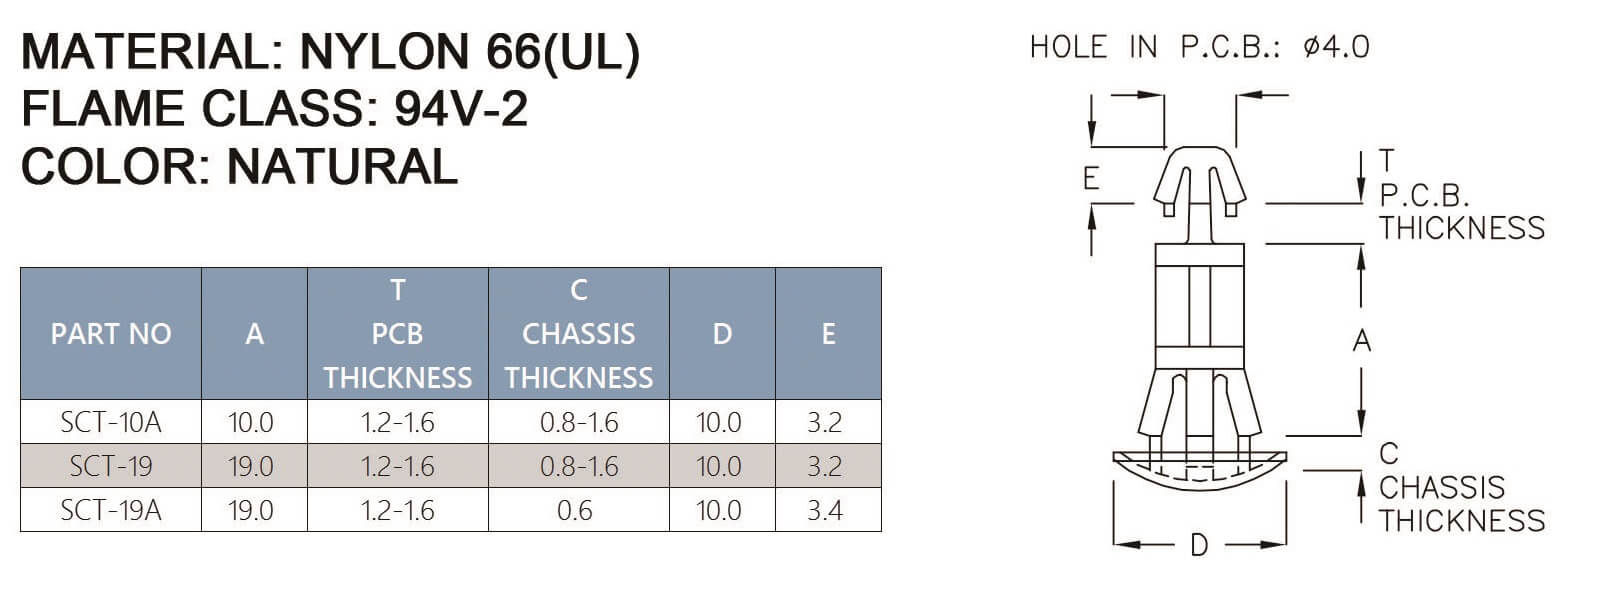 MATERIAL: NYLON 66(UL)
FLAME CLASS: 94V-2
COLOR: NATURAL
PART NO A T PCB THICKNESS C CHASSIS THICKNESS D E
SCT-10A 10.0 1.2-1.6 0.8-1.6 10.0 3.2
SCT-19 19.0 1.2-1.6 0.8-1.6 10.0 3.2
SCT-19A 19.0 1.2-1.6 0.6 10.0 3.4
HOLE IN P.C.B.: ø4.0
E
T
P.C.B.
THICKNESS
A
C
CHASSIS
THICKNESS
D